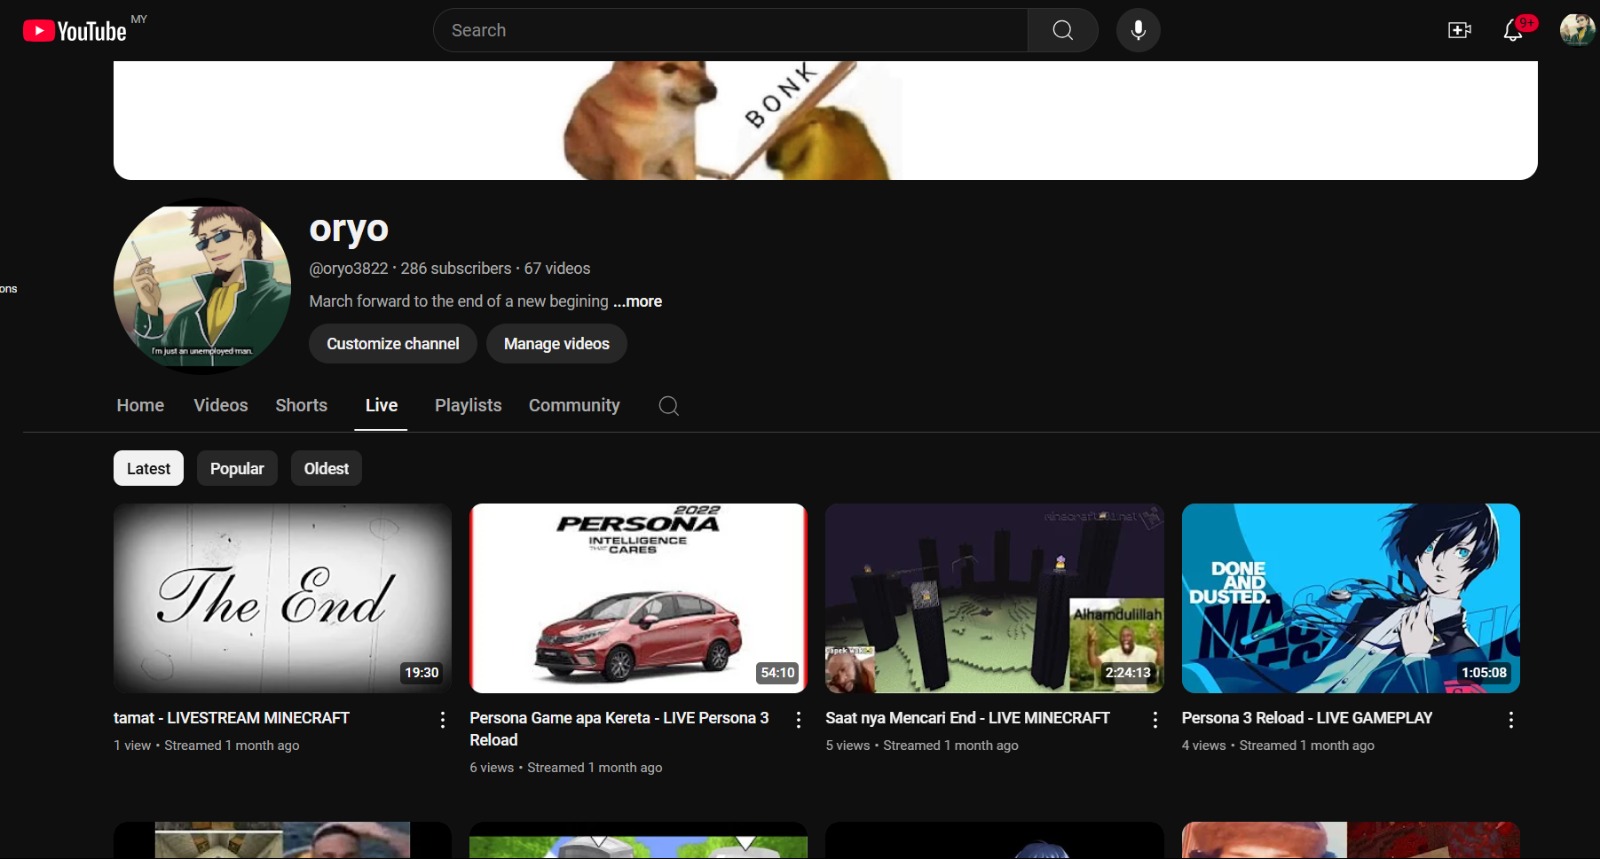 YouTube MY
Search
9+
BONK
oryo
@oryo3822 · 286 subscribers · 67 videos
March forward to the end of a new begining ...more
I'm just an unemployed man.
ons
Customize channel
Manage videos
Home
Videos
Shorts
Live
Playlists
Community
Latest
Popular
Oldest
The End
19:30
2022
PERSONA
INTELLIGENCE
THAT CARES
54:10
Alhamdulillah
2:24:13
DONE
AND
DUSTED.
1:05:08
tamat - LIVESTREAM MINECRAFT
1 view • Streamed 1 month ago
Persona Game apa Kereta - LIVE Persona 3
Reload
6 views • Streamed 1 month ago
Saat nya Mencari End - LIVE MINECRAFT
5 views • Streamed 1 month ago
Persona 3 Reload - LIVE GAMEPLAY
4 views • Streamed 1 month ago